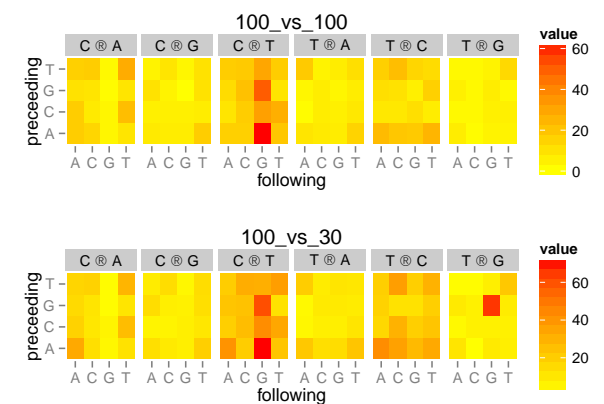 100_vs_100
C ® A C ® G C ® T T ® A T ® C T ® G
preceeding
T
G
C
A
A C G T A C G T A C G T A C G T A C G T A C G T
following
value
60
40
20
0
100_vs_30
C ® A C ® G C ® T T ® A T ® C T ® G
preceeding
T
G
C
A
A C G T A C G T A C G T A C G T A C G T A C G T
following
value
60
40
20